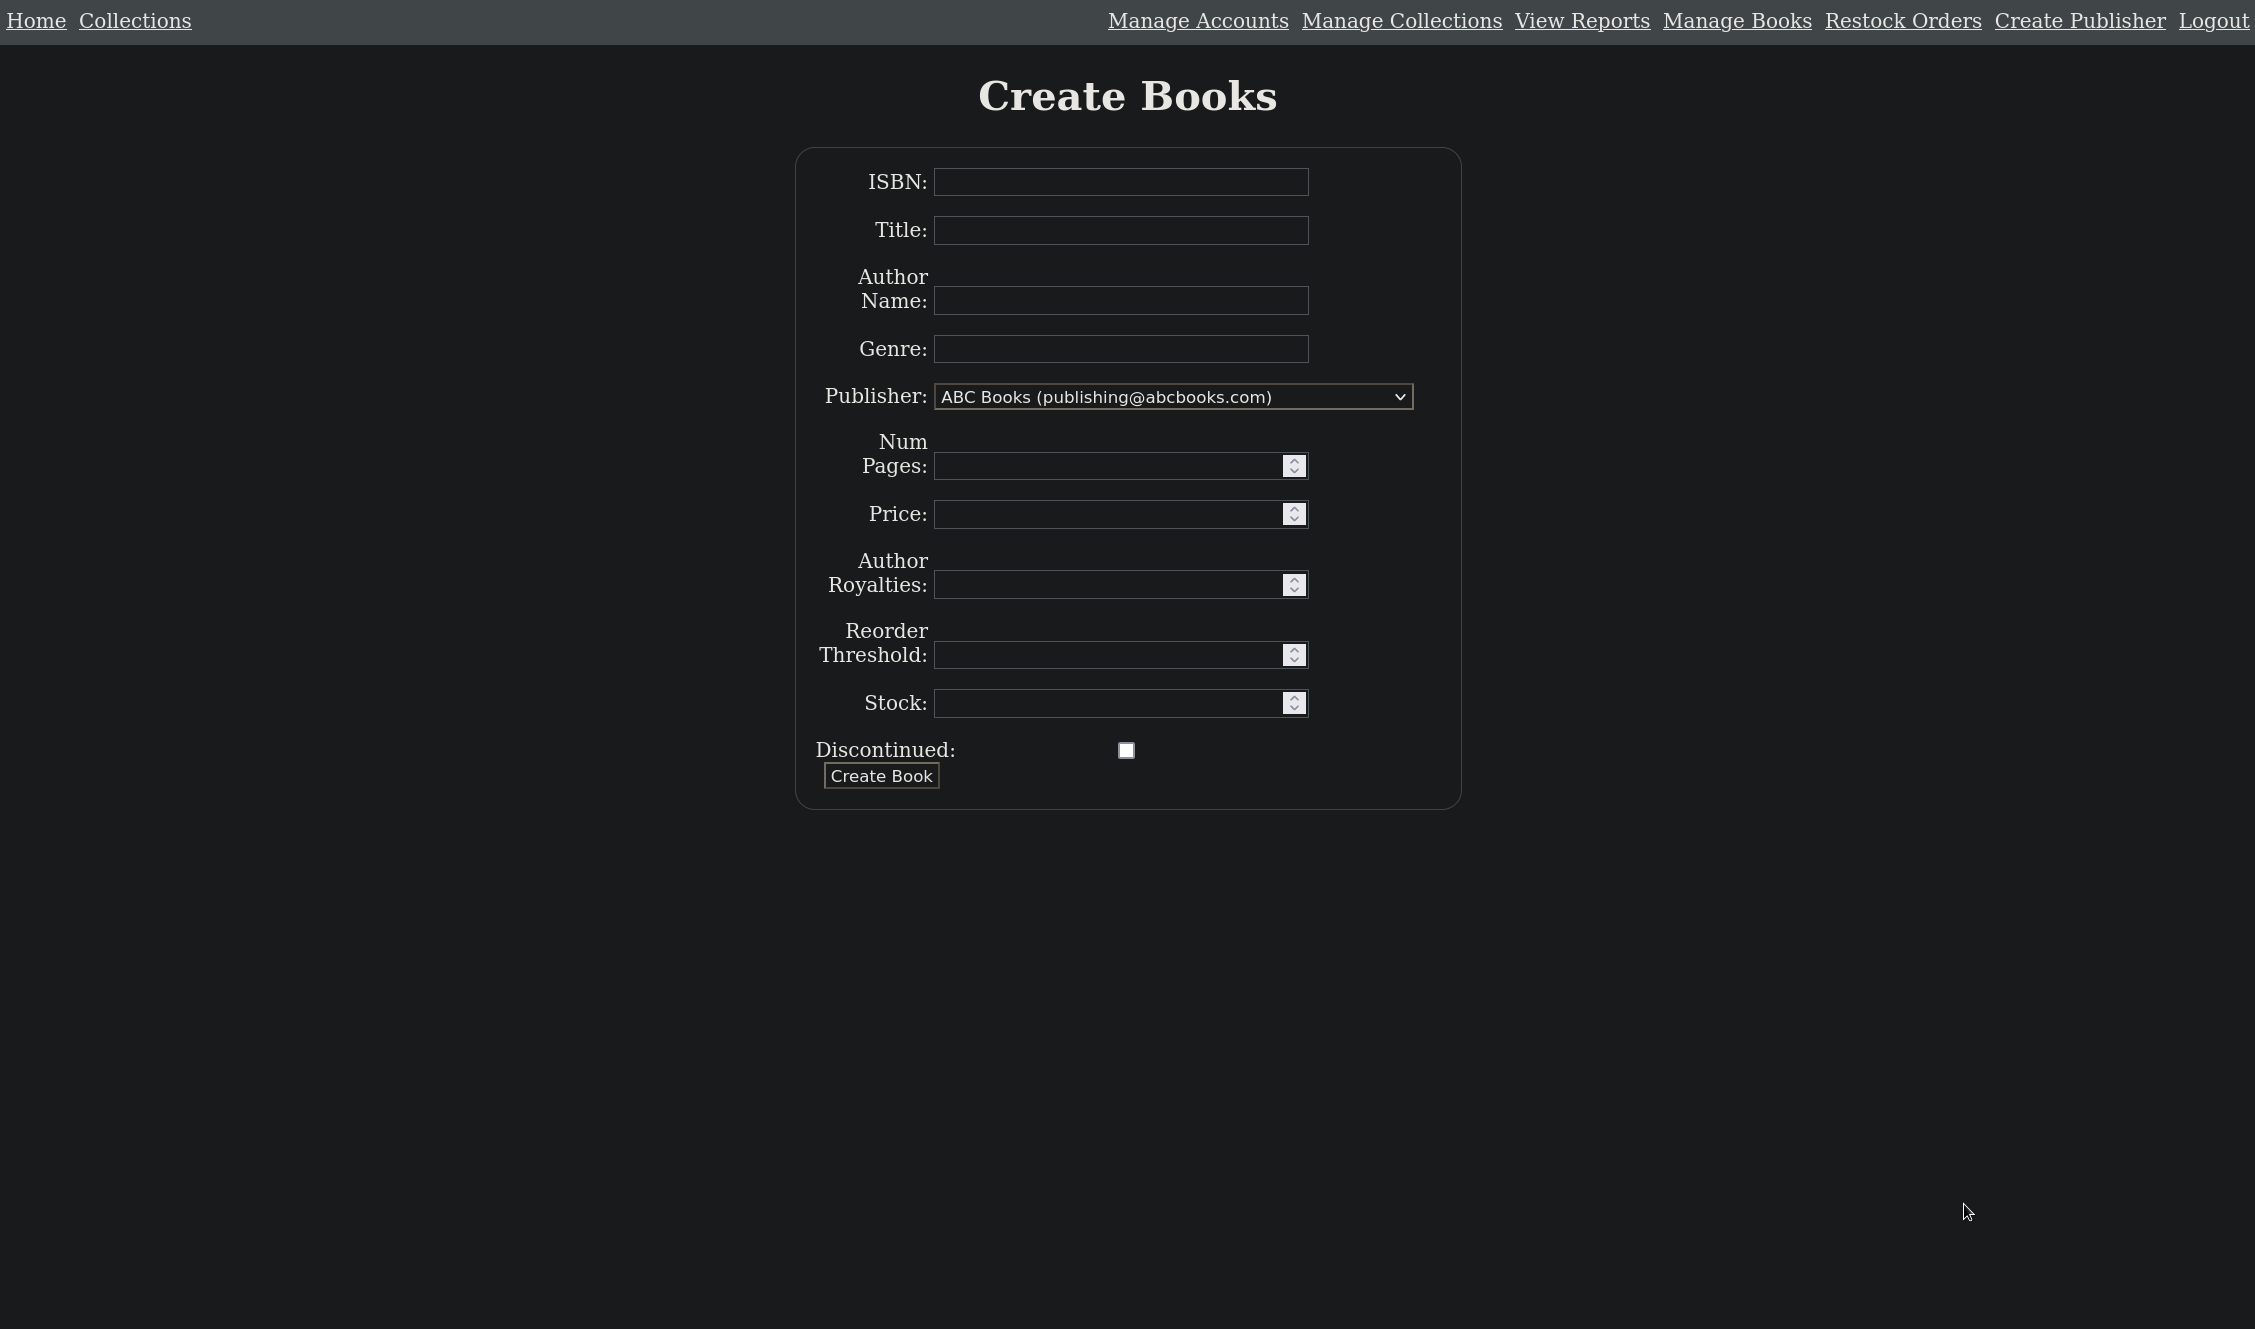 Home Collections Manage Accounts Manage Collections View Reports Manage Books Restock Orders Create Publisher Logout
Create Books
ISBN:
Title:
Author
Name:
Genre:
Publisher: ABC Books (publishing@abcbooks.com)
Num
Pages:
Price:
Author
Royalties:
Reorder
Threshold:
Stock:
Discontinued:
Create Book